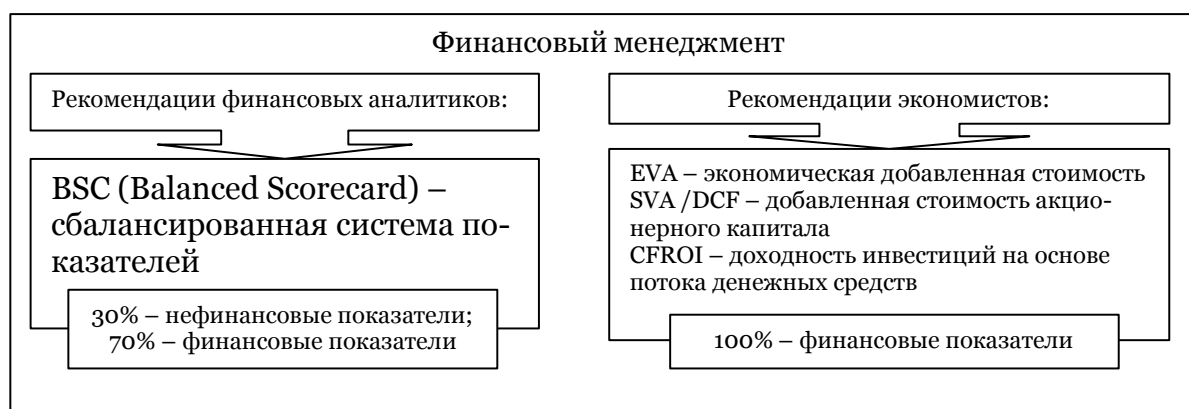 Финансовый менеджмент
Рекомендации финансовых аналитиков:
BSC (Balanced Scorecard) –
сбалансированная система по-
казателей
30% – нефинансовые показатели;
70% – финансовые показатели
Рекомендации экономистов:
EVA – экономическая добавленная стоимость
SVA /DCF – добавленная стоимость акцио-
нерного капитала
CFROI – доходность инвестиций на основе
потока денежных средств
100% – финансовые показатели